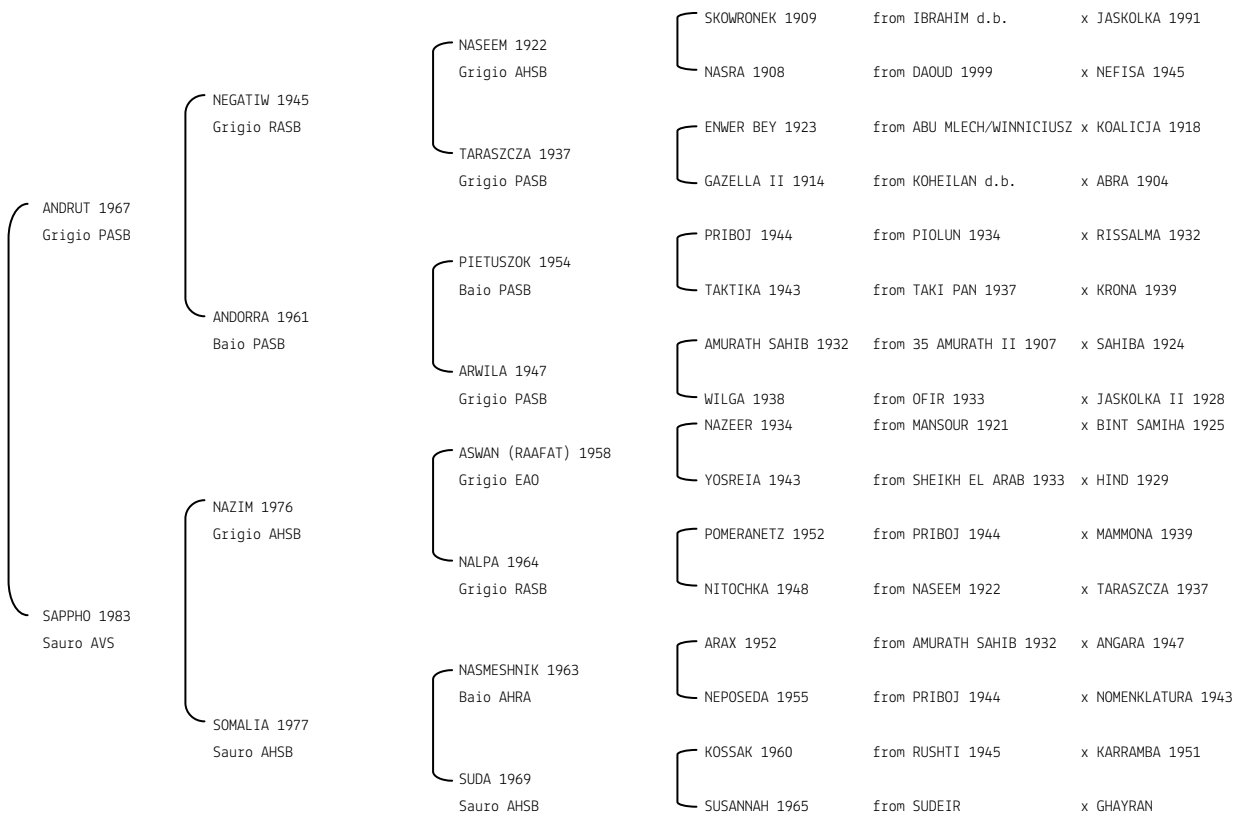 SKOWRONEK 1909 from IBRAHIM d.b. x JASKOLKA 1991
NASEEM 1922
Grigio AHSB
NASRA 1908 from DAOUD 1999 x NEFISA 1945
NEGATIW 1945
Grigio RASB
ENWER BEY 1923 from ABU MLECH/WINNICIUSZ x KOALICJA 1918
TARASZCZA 1937
Grigio PASB
GAZELLA II 1914 from KOHEILAN d.b. x ABRA 1904
ANDRUT 1967
Grigio PASB
PRIBOJ 1944 from PIOLUN 1934 x RISSALMA 1932
PIETUSZOK 1954
Baio PASB
TAKTIKA 1943 from TAKI PAN 1937 x KRONA 1939
ANDORRA 1961
Baio PASB
AMURATH SAHIB 1932 from 35 AMURATH II 1907 x SAHIBA 1924
ARWILA 1947
Grigio PASB
WILGA 1938 from OFIR 1933 x JASKOLKA II 1928
NAZEER 1934 from MANSOUR 1921 x BINT SAMIHA 1925
ASWAN (RAAFAT) 1958
Grigio EAO
YOSREIA 1943 from SHEIKH EL ARAB 1933 x HIND 1929
NAZIM 1976
Grigio AHSB
POMERANETZ 1952 from PRIBOJ 1944 x MAMMONA 1939
NALPA 1964
Grigio RASB
NITOCHKA 1948 from NASEEM 1922 x TARASZCZA 1937
SAPPHO 1983
Sauro AVS
ARAX 1952 from AMURATH SAHIB 1932 x ANGARA 1947
NASMESHNIK 1963
Baio AHRA
NEPOSEDA 1955 from PRIBOJ 1944 x NOMENKLATURA 1943
SOMALIA 1977
Sauro AHSB
KOSSAK 1960 from RUSHTI 1945 x KARRAMBA 1951
SUDA 1969
Sauro AHSB
SUSANNAH 1965 from SUDEIR x GHAYRAN